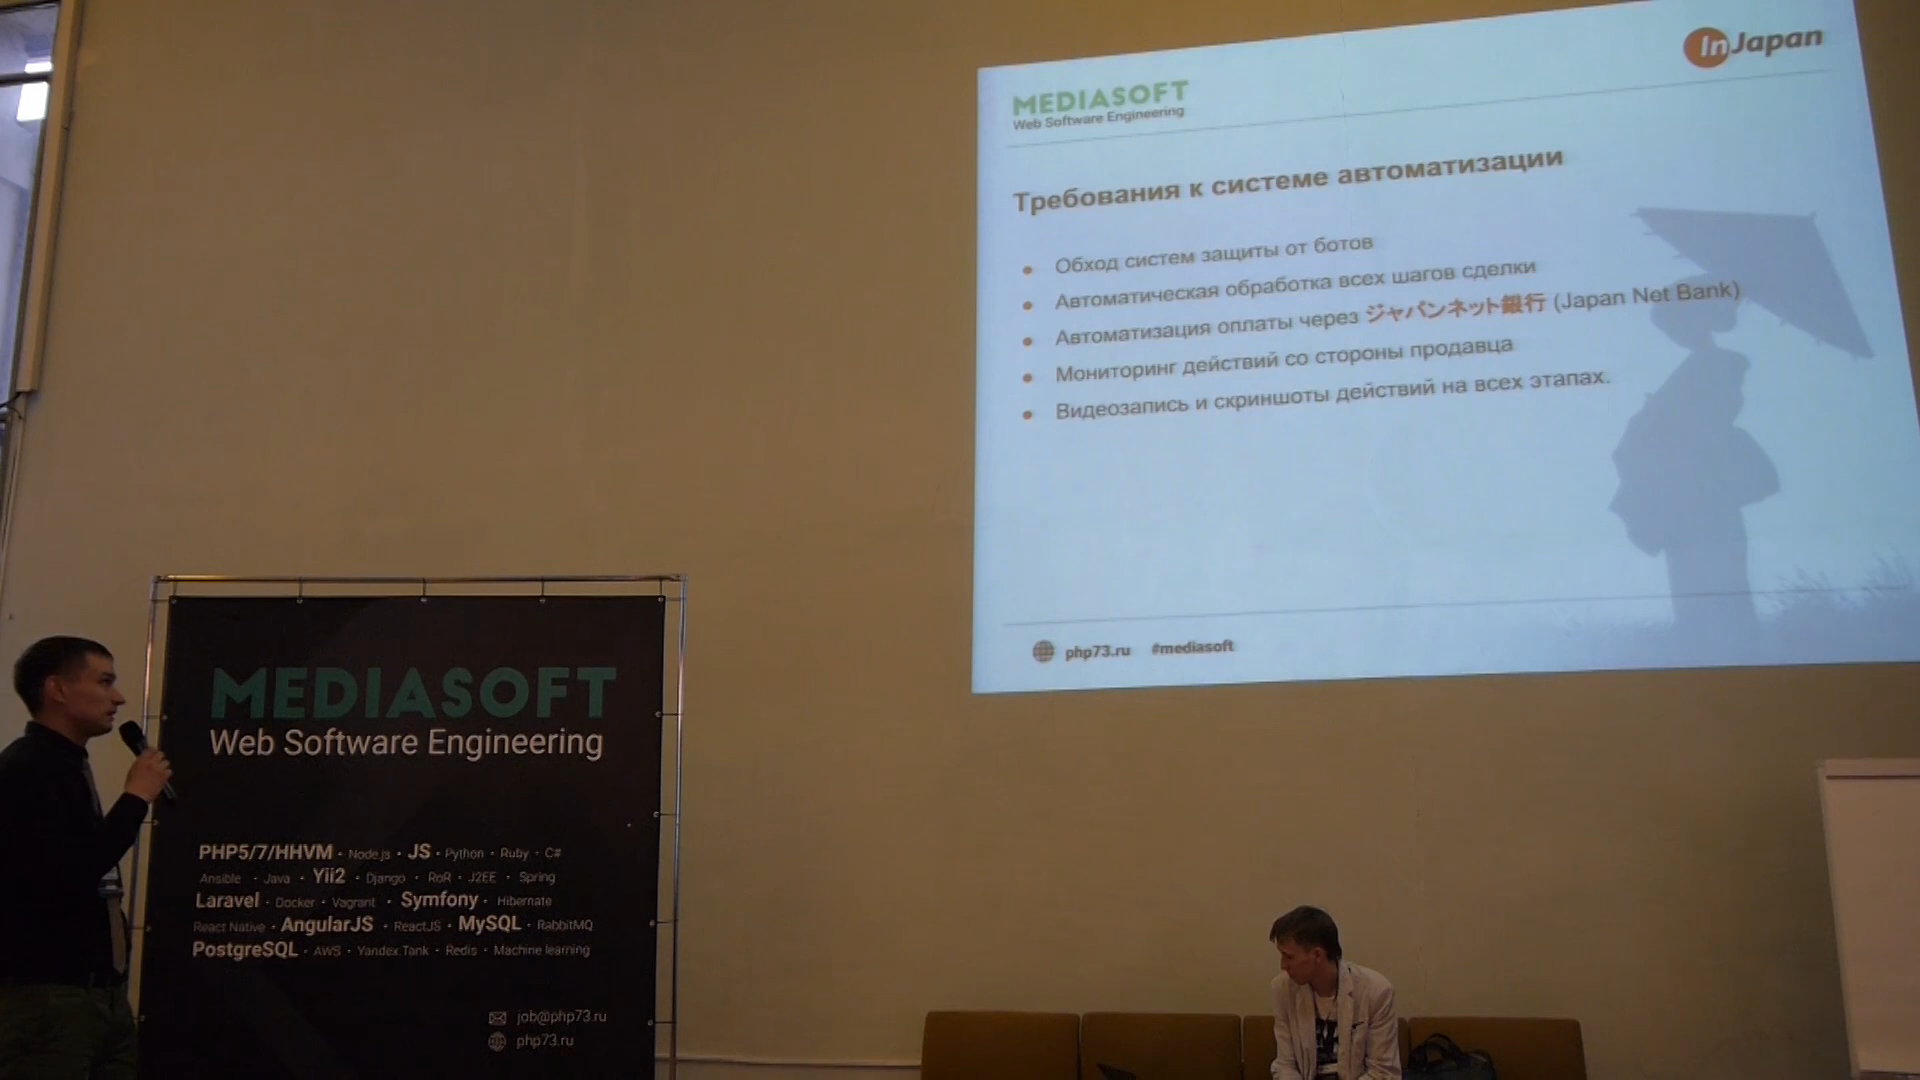 InJapan
MEDIASOFT
Web Software Engineering
Требования к системе автоматизации
Обход систем защиты от ботов
Автоматическая обработка всех шагов сделки
Автоматизация оплаты через ジャパンネット銀行 (Japan Net Bank)
Мониторинг действий со стороны продавца
Видеозапись и скриншоты действий на всех этапах.
php73.ru #mediasoft
MEDIASOFT
Web Software Engineering
PHP5/7/HHVM · Node.js · JS · Python · Ruby · C#
Ansible · Java · Yii2 · Django · RoR · J2EE · Spring
Laravel · Docker · Vagrant · Symfony · Hibernate
React Native · AngularJS · ReactJS · MySQL · RabbitMQ
PostgreSQL · AWS · Yandex.Tank · Redis · Machine learning
job@php73.ru
php73.ru